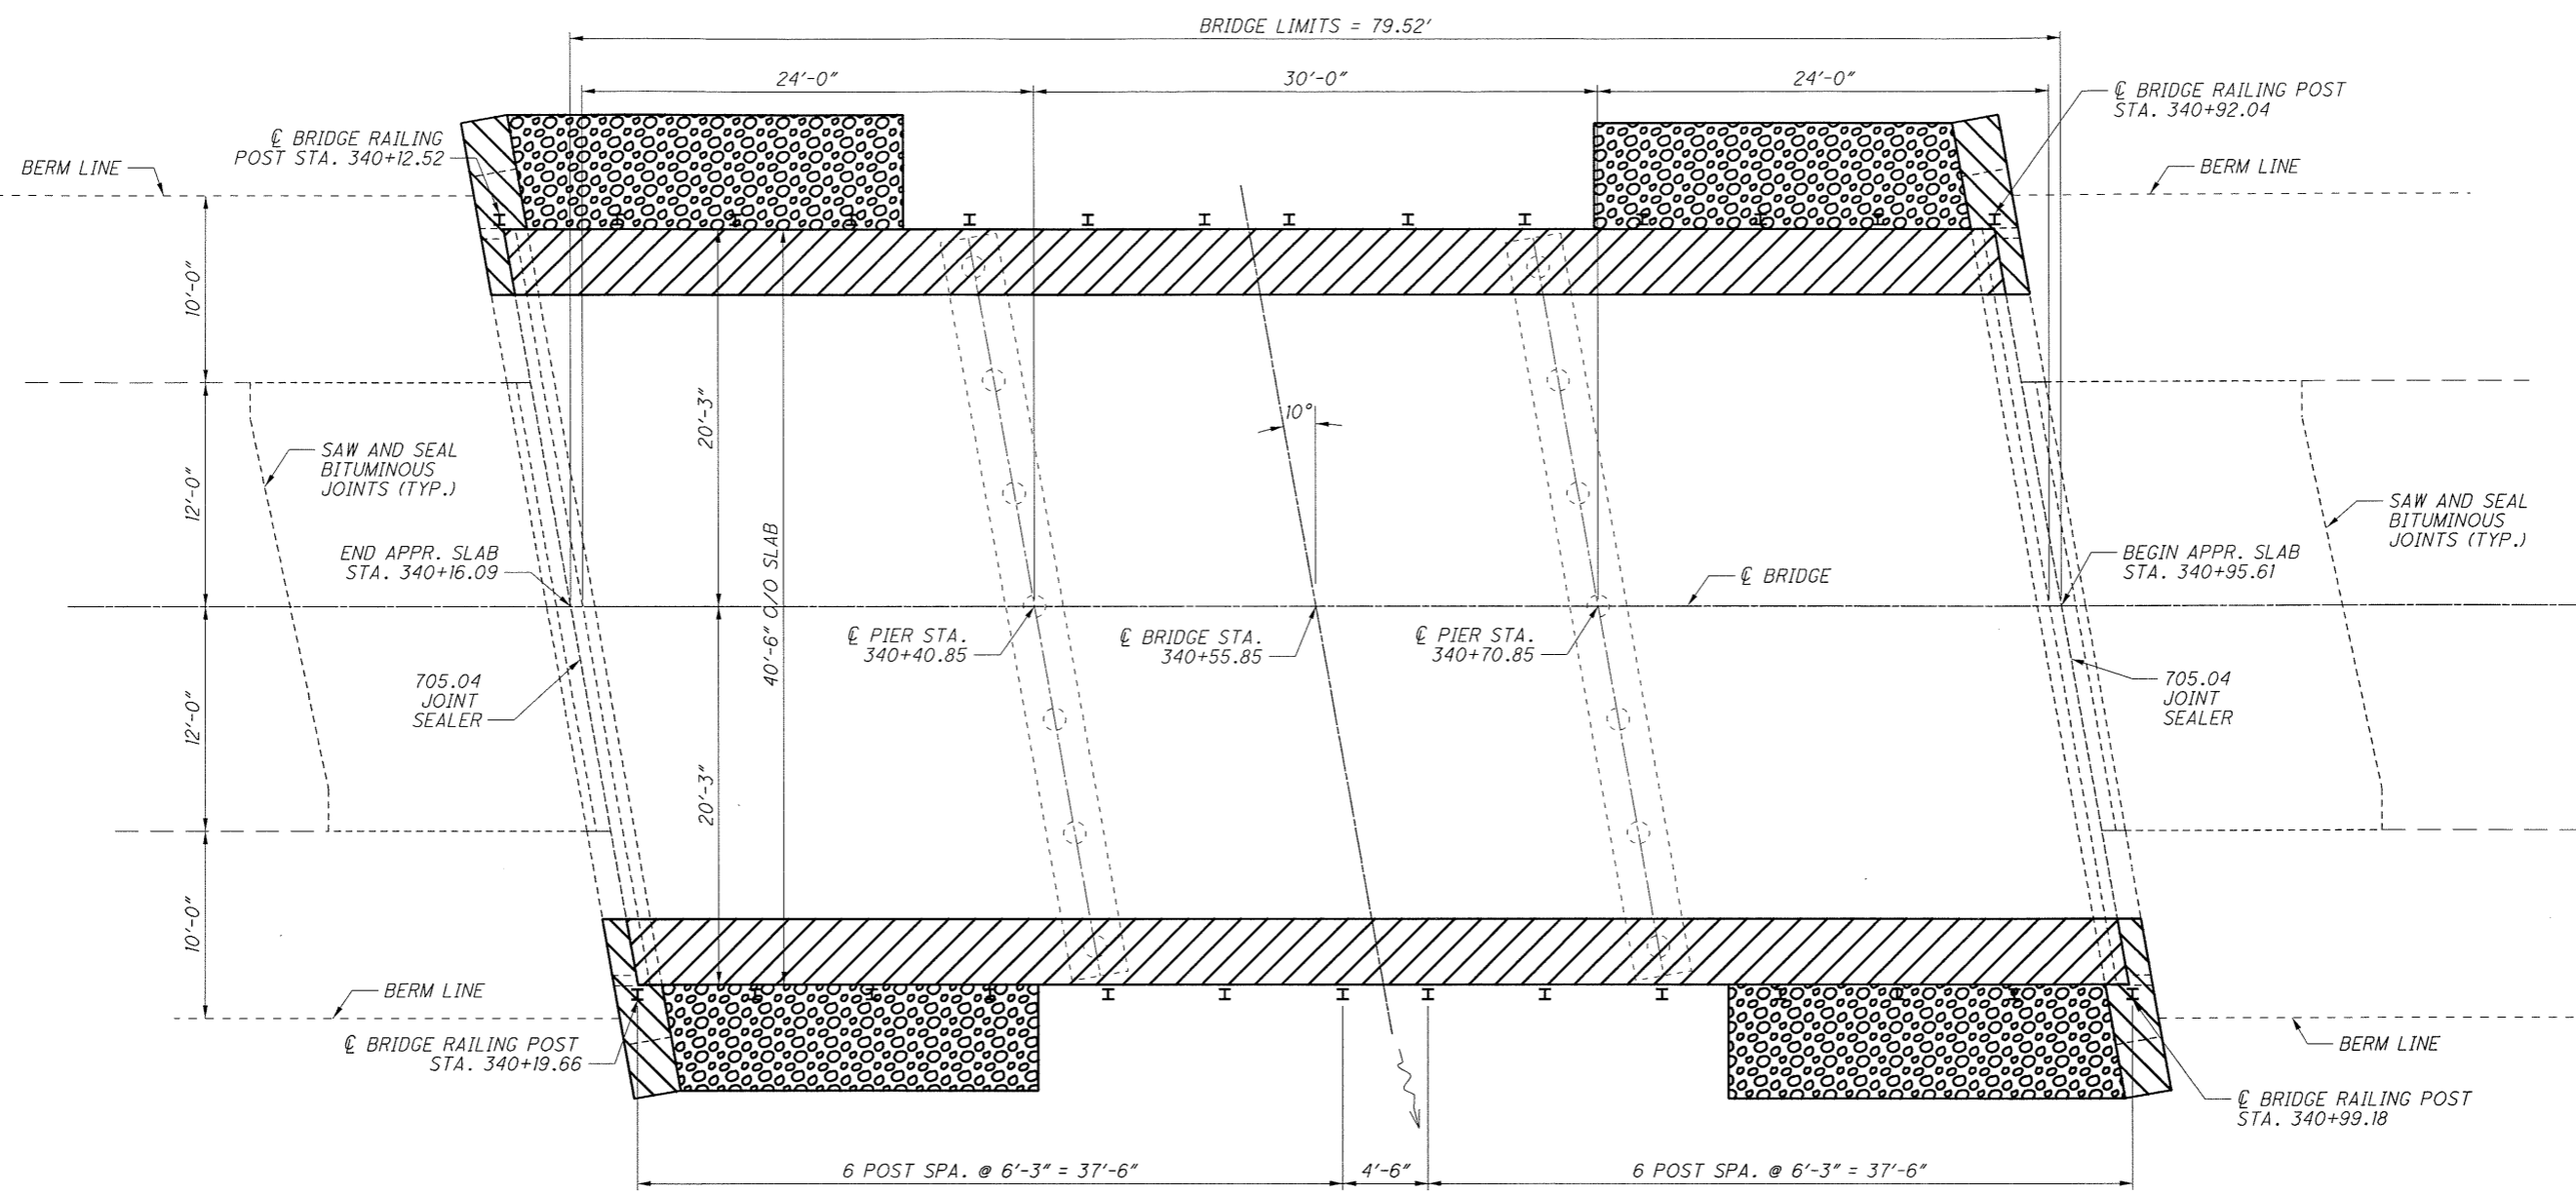 BRIDGE LIMITS = 79.52'
24'-0"
30'-0"
24'-0"
℄ BRIDGE RAILING
POST STA. 340+12.52
℄ BRIDGE RAILING POST
STA. 340+92.04
BERM LINE
BERM LINE
10'-0"
12'-0"
12'-0"
10'-0"
20'-3"
20'-3"
40'-6" O/O SLAB
10°
SAW AND SEAL
BITUMINOUS
JOINTS (TYP.)
SAW AND SEAL
BITUMINOUS
JOINTS (TYP.)
END APPR. SLAB
STA. 340+16.09
BEGIN APPR. SLAB
STA. 340+95.61
℄ BRIDGE
℄ PIER STA.
340+40.85
℄ BRIDGE STA.
340+55.85
℄ PIER STA.
340+70.85
705.04
JOINT
SEALER
705.04
JOINT
SEALER
BERM LINE
BERM LINE
℄ BRIDGE RAILING POST
STA. 340+19.66
℄ BRIDGE RAILING POST
STA. 340+99.18
6 POST SPA. @ 6'-3" = 37'-6"
4'-6"
6 POST SPA. @ 6'-3" = 37'-6"